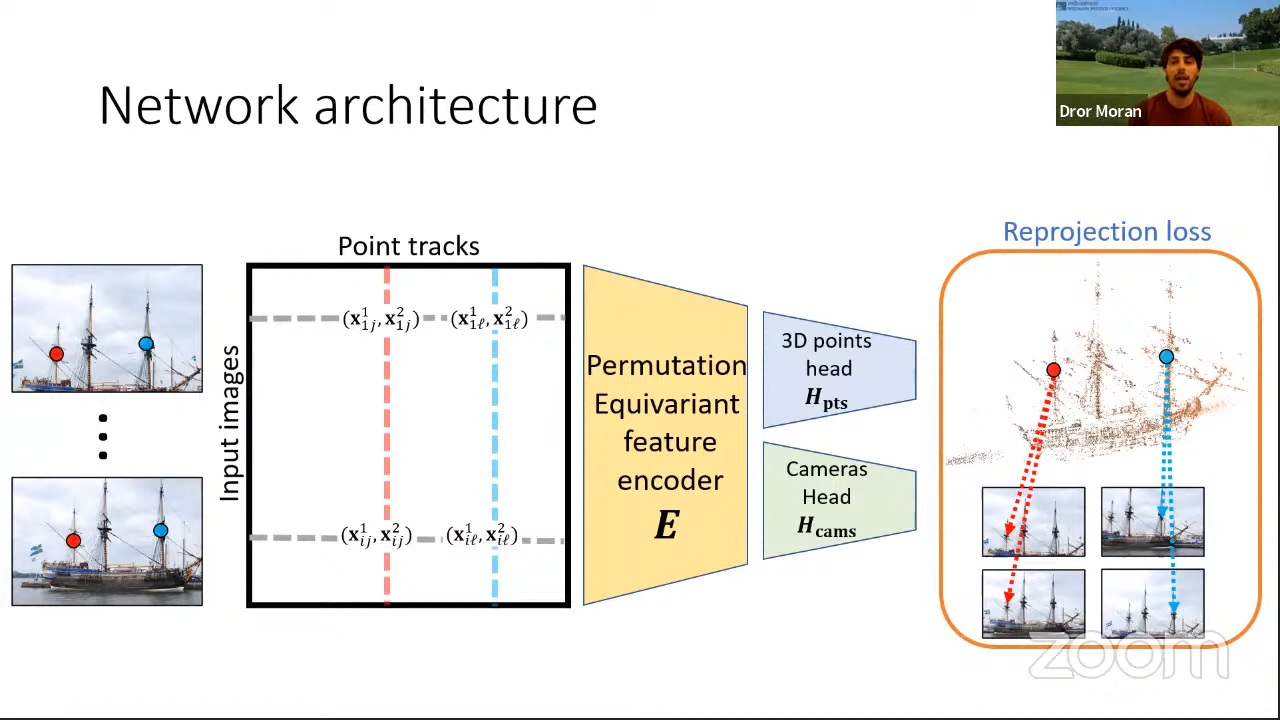 Dror Moran
Network architecture
Reprojection loss
Point tracks
Input images
(x¹₁ⱼ, x²₁ⱼ)
(x¹₁ℓ, x²₁ℓ)
(x¹ᵢⱼ, x²ᵢⱼ)
(x¹ᵢℓ, x²ᵢℓ)
Permutation
Equivariant
feature
encoder
E
3D points
head
Hpts
Cameras
Head
Hcams
zoom